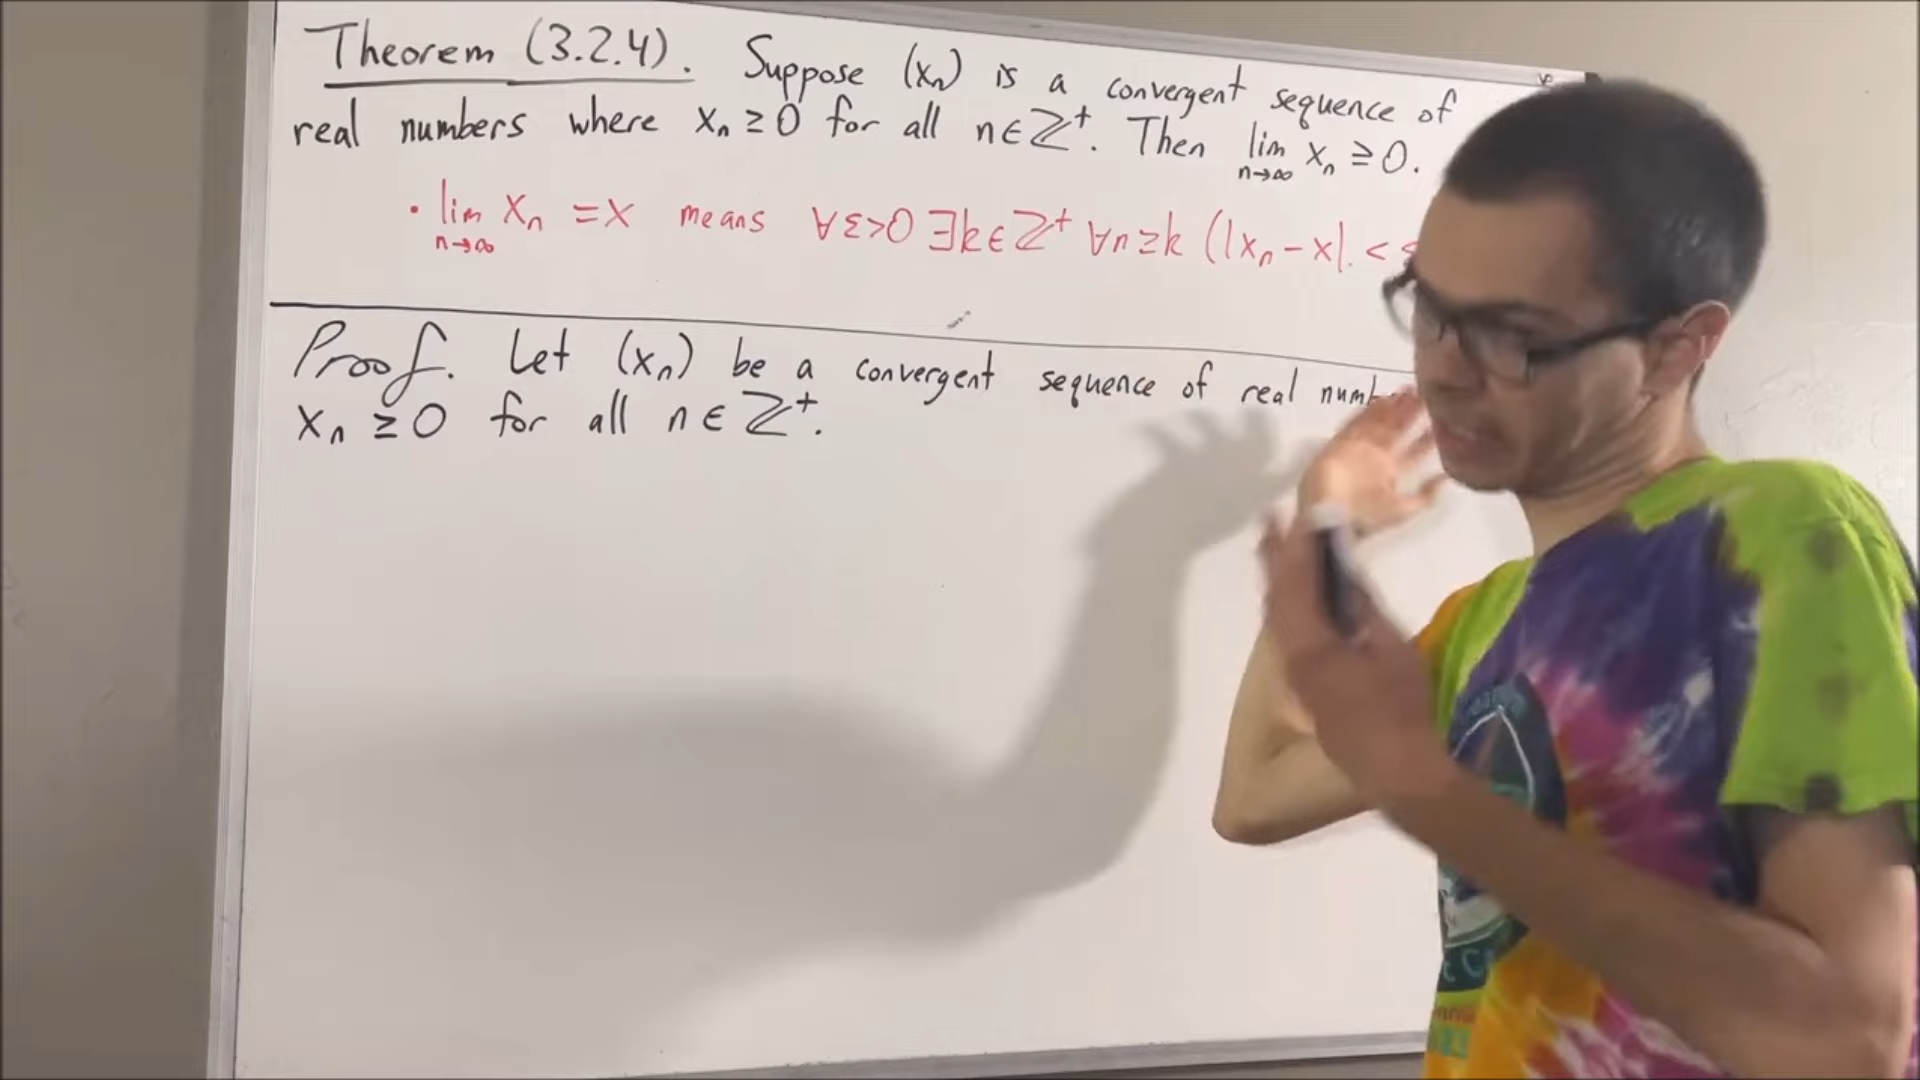 Theorem (3.2.4). Suppose (xₙ) is a convergent sequence of
real numbers where xₙ ≥ 0 for all n ∈ ℤ⁺. Then lim n→∞ xₙ ≥ 0.
• lim n→∞ xₙ = x means ∀ε>0 ∃k∈ℤ⁺ ∀n≥k (|xₙ - x| <
Proof. Let (xₙ) be a convergent sequence of real
xₙ ≥ 0 for all n ∈ ℤ⁺.